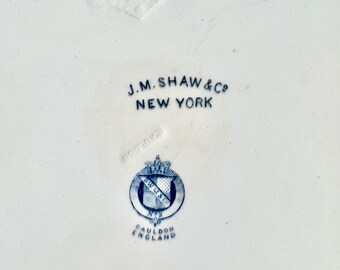 J.M. SHAW & Co
NEW YORK
CAULDON
ENGLAND